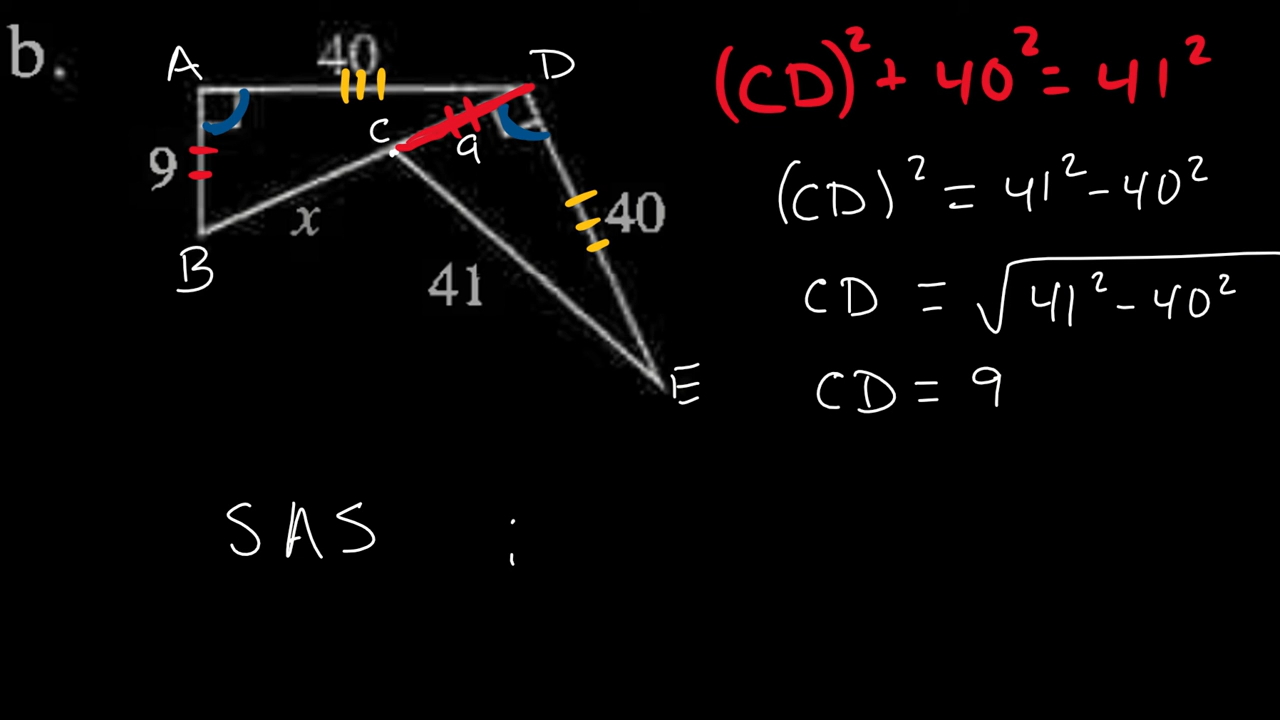 b.
A
40
D
C
9
9
B
x
40
41
E
(CD)² + 40² = 41²
(CD)² = 41² - 40²
CD = √41² - 40²
CD = 9
SAS